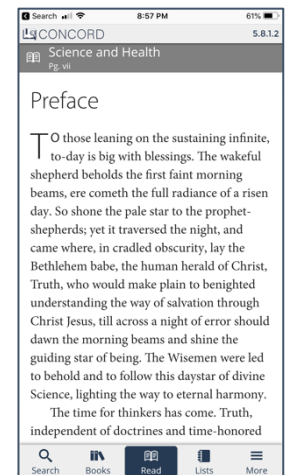 Search 8:57 PM 61%
CONCORD 5.8.1.2
Science and Health
Pg. vii
Preface
TO those leaning on the sustaining infinite,
to-day is big with blessings. The wakeful
shepherd beholds the first faint morning
beams, ere cometh the full radiance of a risen
day. So shone the pale star to the prophet-
shepherds; yet it traversed the night, and
came where, in cradled obscurity, lay the
Bethlehem babe, the human herald of Christ,
Truth, who would make plain to benighted
understanding the way of salvation through
Christ Jesus, till across a night of error should
dawn the morning beams and shine the
guiding star of being. The Wisemen were led
to behold and to follow this daystar of divine
Science, lighting the way to eternal harmony.
The time for thinkers has come. Truth,
independent of doctrines and time-honored
Search Books Read Lists More